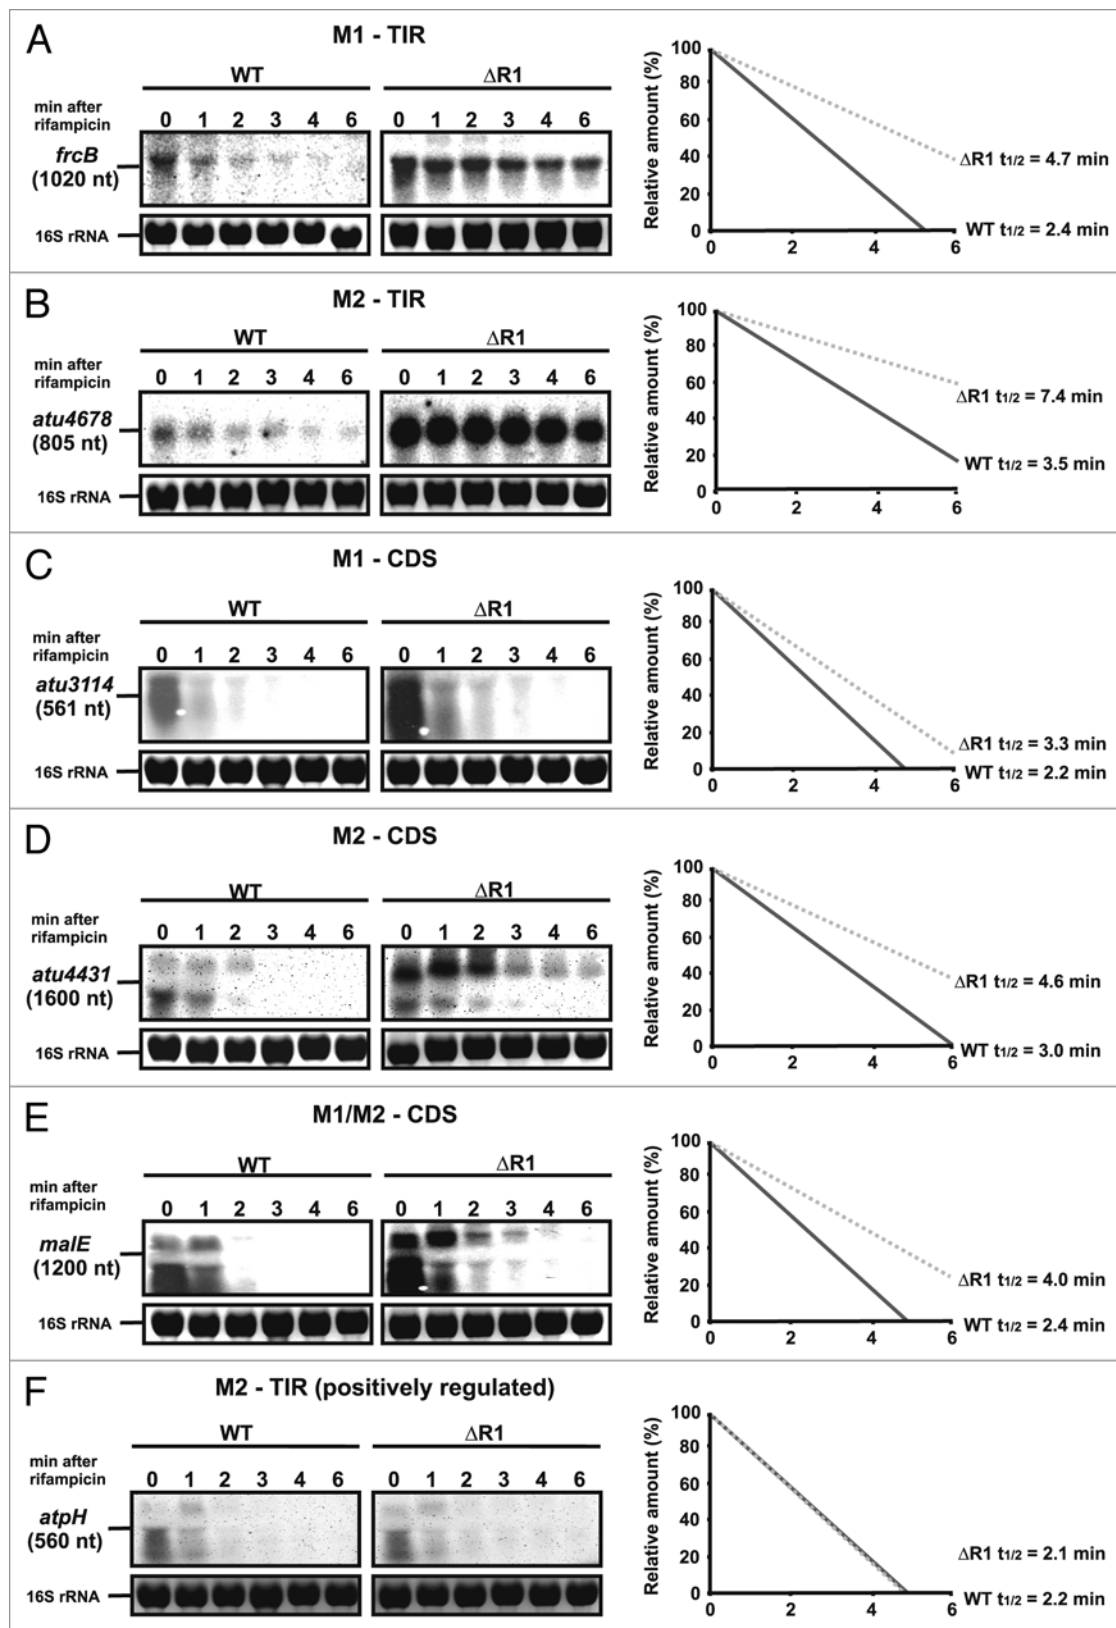 A
M1 - TIR
WT
ΔR1
min after
rifampicin
0 1 2 3 4 6
0 1 2 3 4 6
frcB
(1020 nt)
16S rRNA
Relative amount (%)
100
80
60
40
20
0
0 2 4 6
ΔR1 t1/2 = 4.7 min
WT t1/2 = 2.4 min
B
M2 - TIR
WT
ΔR1
min after
rifampicin
0 1 2 3 4 6
0 1 2 3 4 6
atu4678
(805 nt)
16S rRNA
Relative amount (%)
100
80
60
40
20
0
0 2 4 6
ΔR1 t1/2 = 7.4 min
WT t1/2 = 3.5 min
C
M1 - CDS
WT
ΔR1
min after
rifampicin
0 1 2 3 4 6
0 1 2 3 4 6
atu3114
(561 nt)
16S rRNA
Relative amount (%)
100
80
60
40
20
0
0 2 4 6
ΔR1 t1/2 = 3.3 min
WT t1/2 = 2.2 min
D
M2 - CDS
WT
ΔR1
min after
rifampicin
0 1 2 3 4 6
0 1 2 3 4 6
atu4431
(1600 nt)
16S rRNA
Relative amount (%)
100
80
60
40
20
0
0 2 4 6
ΔR1 t1/2 = 4.6 min
WT t1/2 = 3.0 min
E
M1/M2 - CDS
WT
ΔR1
min after
rifampicin
0 1 2 3 4 6
0 1 2 3 4 6
malE
(1200 nt)
16S rRNA
Relative amount (%)
100
80
60
40
20
0
0 2 4 6
ΔR1 t1/2 = 4.0 min
WT t1/2 = 2.4 min
F
M2 - TIR (positively regulated)
WT
ΔR1
min after
rifampicin
0 1 2 3 4 6
0 1 2 3 4 6
atpH
(560 nt)
16S rRNA
Relative amount (%)
100
80
60
40
20
0
0 2 4 6
ΔR1 t1/2 = 2.1 min
WT t1/2 = 2.2 min